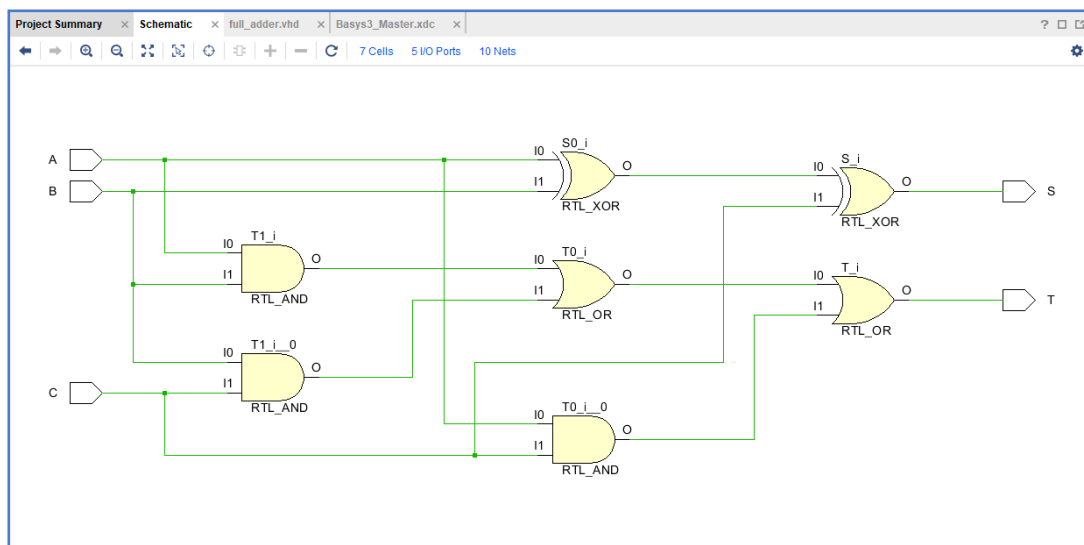 Project Summary × Schematic × full_adder.vhd × Basys3_Master.xdc × ?
7 Cells 5 I/O Ports 10 Nets
A
B
C
S0_i
I0
I1
O
RTL_XOR
S_i
I0
I1
O
RTL_XOR
S
T1_i
I0
I1
O
RTL_AND
T0_i
I0
I1
O
RTL_OR
T_i
I0
I1
O
RTL_OR
T
T1_i__0
I0
I1
O
RTL_AND
T0_i__0
I0
I1
O
RTL_AND